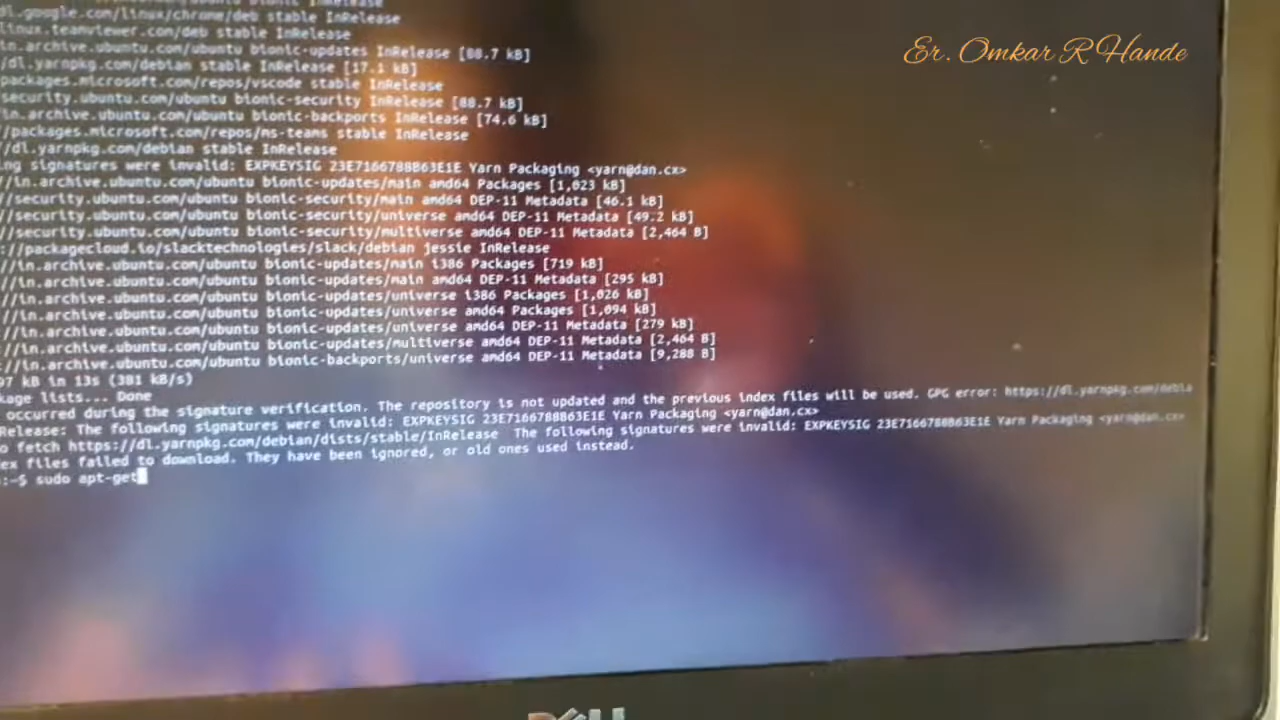 dl.google.com/linux/chrome/deb stable InRelease
linux.teamviewer.com/deb stable InRelease
in.archive.ubuntu.com/ubuntu bionic-updates InRelease [88.7 kB]
/dl.yarnpkg.com/debian stable InRelease [17.1 kB]
packages.microsoft.com/repos/vscode stable InRelease
security.ubuntu.com/ubuntu bionic-security InRelease [88.7 kB]
in.archive.ubuntu.com/ubuntu bionic-backports InRelease [74.6 kB]
//packages.microsoft.com/repos/ms-teams stable InRelease
//dl.yarnpkg.com/debian stable InRelease
ng signatures were invalid: EXPKEYSIG 23E7166788B63E1E Yarn Packaging <yarn@dan.cx>
//in.archive.ubuntu.com/ubuntu bionic-updates/main amd64 Packages [1,023 kB]
//security.ubuntu.com/ubuntu bionic-security/main amd64 DEP-11 Metadata [46.1 kB]
//security.ubuntu.com/ubuntu bionic-security/universe amd64 DEP-11 Metadata [49.2 kB]
//security.ubuntu.com/ubuntu bionic-security/multiverse amd64 DEP-11 Metadata [2,464 B]
://packagecloud.io/slacktechnologies/slack/debian jessie InRelease
//in.archive.ubuntu.com/ubuntu bionic-updates/main i386 Packages [719 kB]
//in.archive.ubuntu.com/ubuntu bionic-updates/main amd64 DEP-11 Metadata [295 kB]
//in.archive.ubuntu.com/ubuntu bionic-updates/universe i386 Packages [1,026 kB]
//in.archive.ubuntu.com/ubuntu bionic-updates/universe amd64 Packages [1,094 kB]
//in.archive.ubuntu.com/ubuntu bionic-updates/universe amd64 DEP-11 Metadata [279 kB]
//in.archive.ubuntu.com/ubuntu bionic-updates/multiverse amd64 DEP-11 Metadata [2,464 B]
://in.archive.ubuntu.com/ubuntu bionic-backports/universe amd64 DEP-11 Metadata [9,288 B]
97 kB in 13s (381 kB/s)
kage lists... Done
occurred during the signature verification. The repository is not updated and the previous index files will be used. GPG error: https://dl.yarnpkg.com/debia
Release: The following signatures were invalid: EXPKEYSIG 23E7166788B63E1E Yarn Packaging <yarn@dan.cx>
o fetch https://dl.yarnpkg.com/debian/dists/stable/InRelease The following signatures were invalid: EXPKEYSIG 23E7166788B63E1E Yarn Packaging <yarn@dan.cx>
ex files failed to download. They have been ignored, or old ones used instead.
:~$ sudo apt-get
Er. Omkar R Hande
DELL